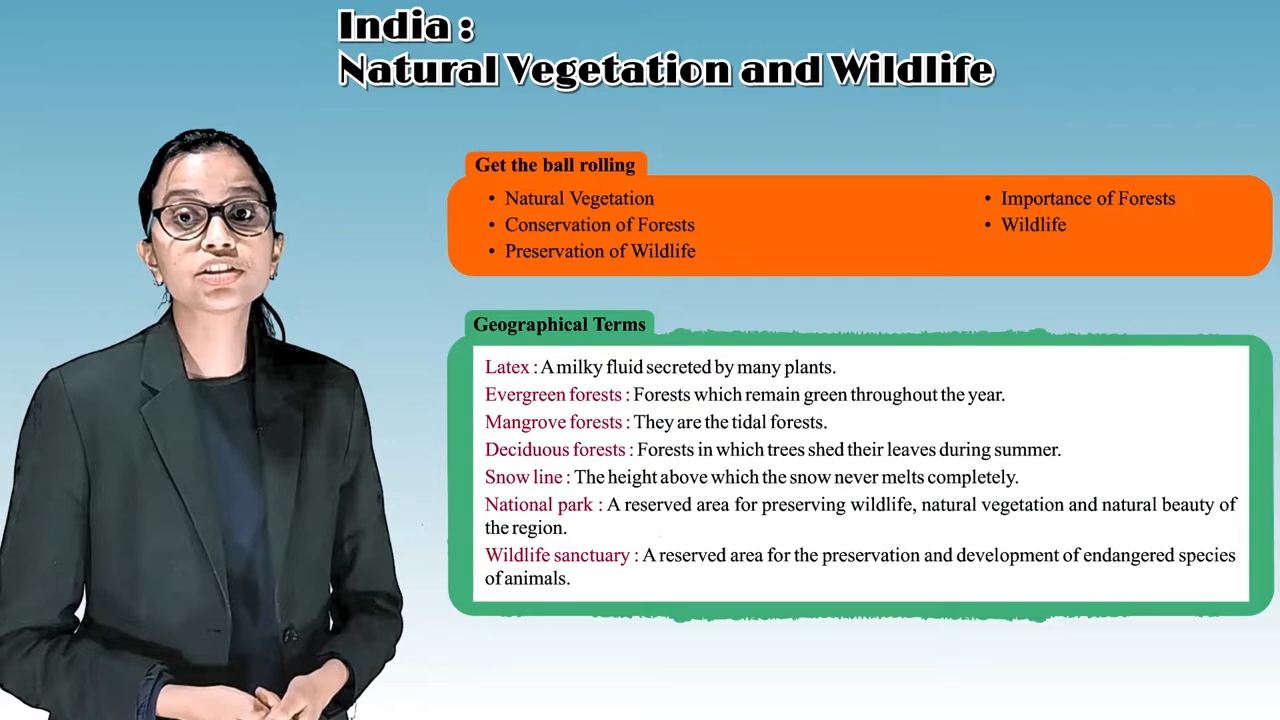 India :
Natural Vegetation and Wildlife
Get the ball rolling
• Natural Vegetation
• Conservation of Forests
• Preservation of Wildlife
• Importance of Forests
• Wildlife
Geographical Terms
Latex : A milky fluid secreted by many plants.
Evergreen forests : Forests which remain green throughout the year.
Mangrove forests : They are the tidal forests.
Deciduous forests : Forests in which trees shed their leaves during summer.
Snow line : The height above which the snow never melts completely.
National park : A reserved area for preserving wildlife, natural vegetation and natural beauty of
the region.
Wildlife sanctuary : A reserved area for the preservation and development of endangered species
of animals.